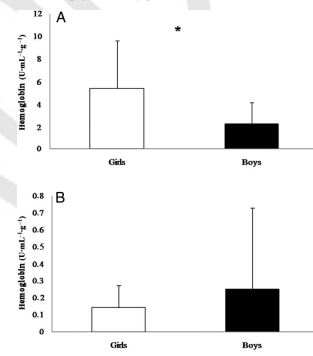 A
*
Hemoglobin (U·mL⁻¹·g⁻¹)
12
10
8
6
4
2
0
Girls
Boys
B
Hemoglobin (U·mL⁻¹·g⁻¹)
0.8
0.7
0.6
0.5
0.4
0.3
0.2
0.1
0
Girls
Boys